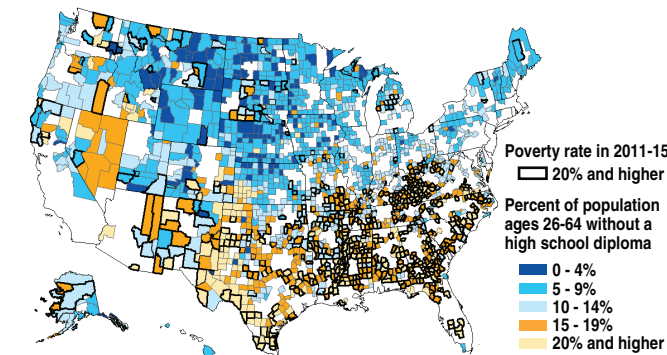 Poverty rate in 2011-15
20% and higher
Percent of population
ages 26-64 without a
high school diploma
0 - 4%
5 - 9%
10 - 14%
15 - 19%
20% and higher